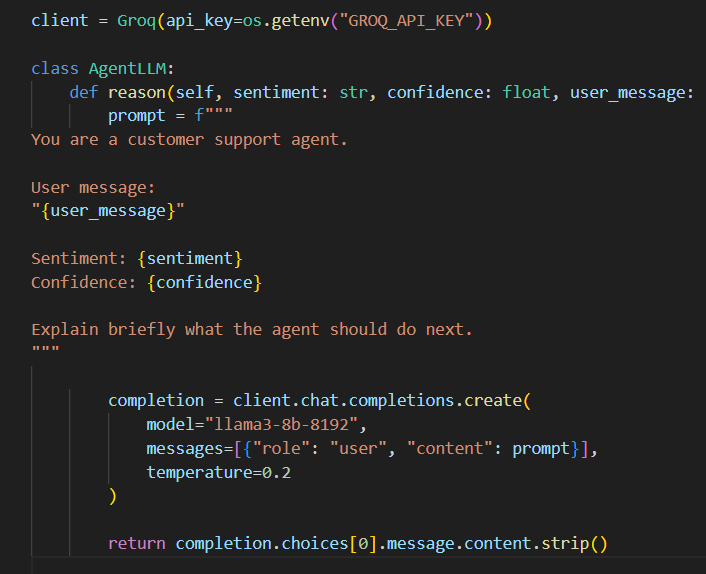 client = Groq(api_key=os.getenv("GROQ_API_KEY"))
class AgentLLM:
def reason(self, sentiment: str, confidence: float, user_message:
prompt = f"""
You are a customer support agent.
User message:
"{user_message}"
Sentiment: {sentiment}
Confidence: {confidence}
Explain briefly what the agent should do next.
"""
completion = client.chat.completions.create(
model="llama3-8b-8192",
messages=[{"role": "user", "content": prompt}],
temperature=0.2
)
return completion.choices[0].message.content.strip()